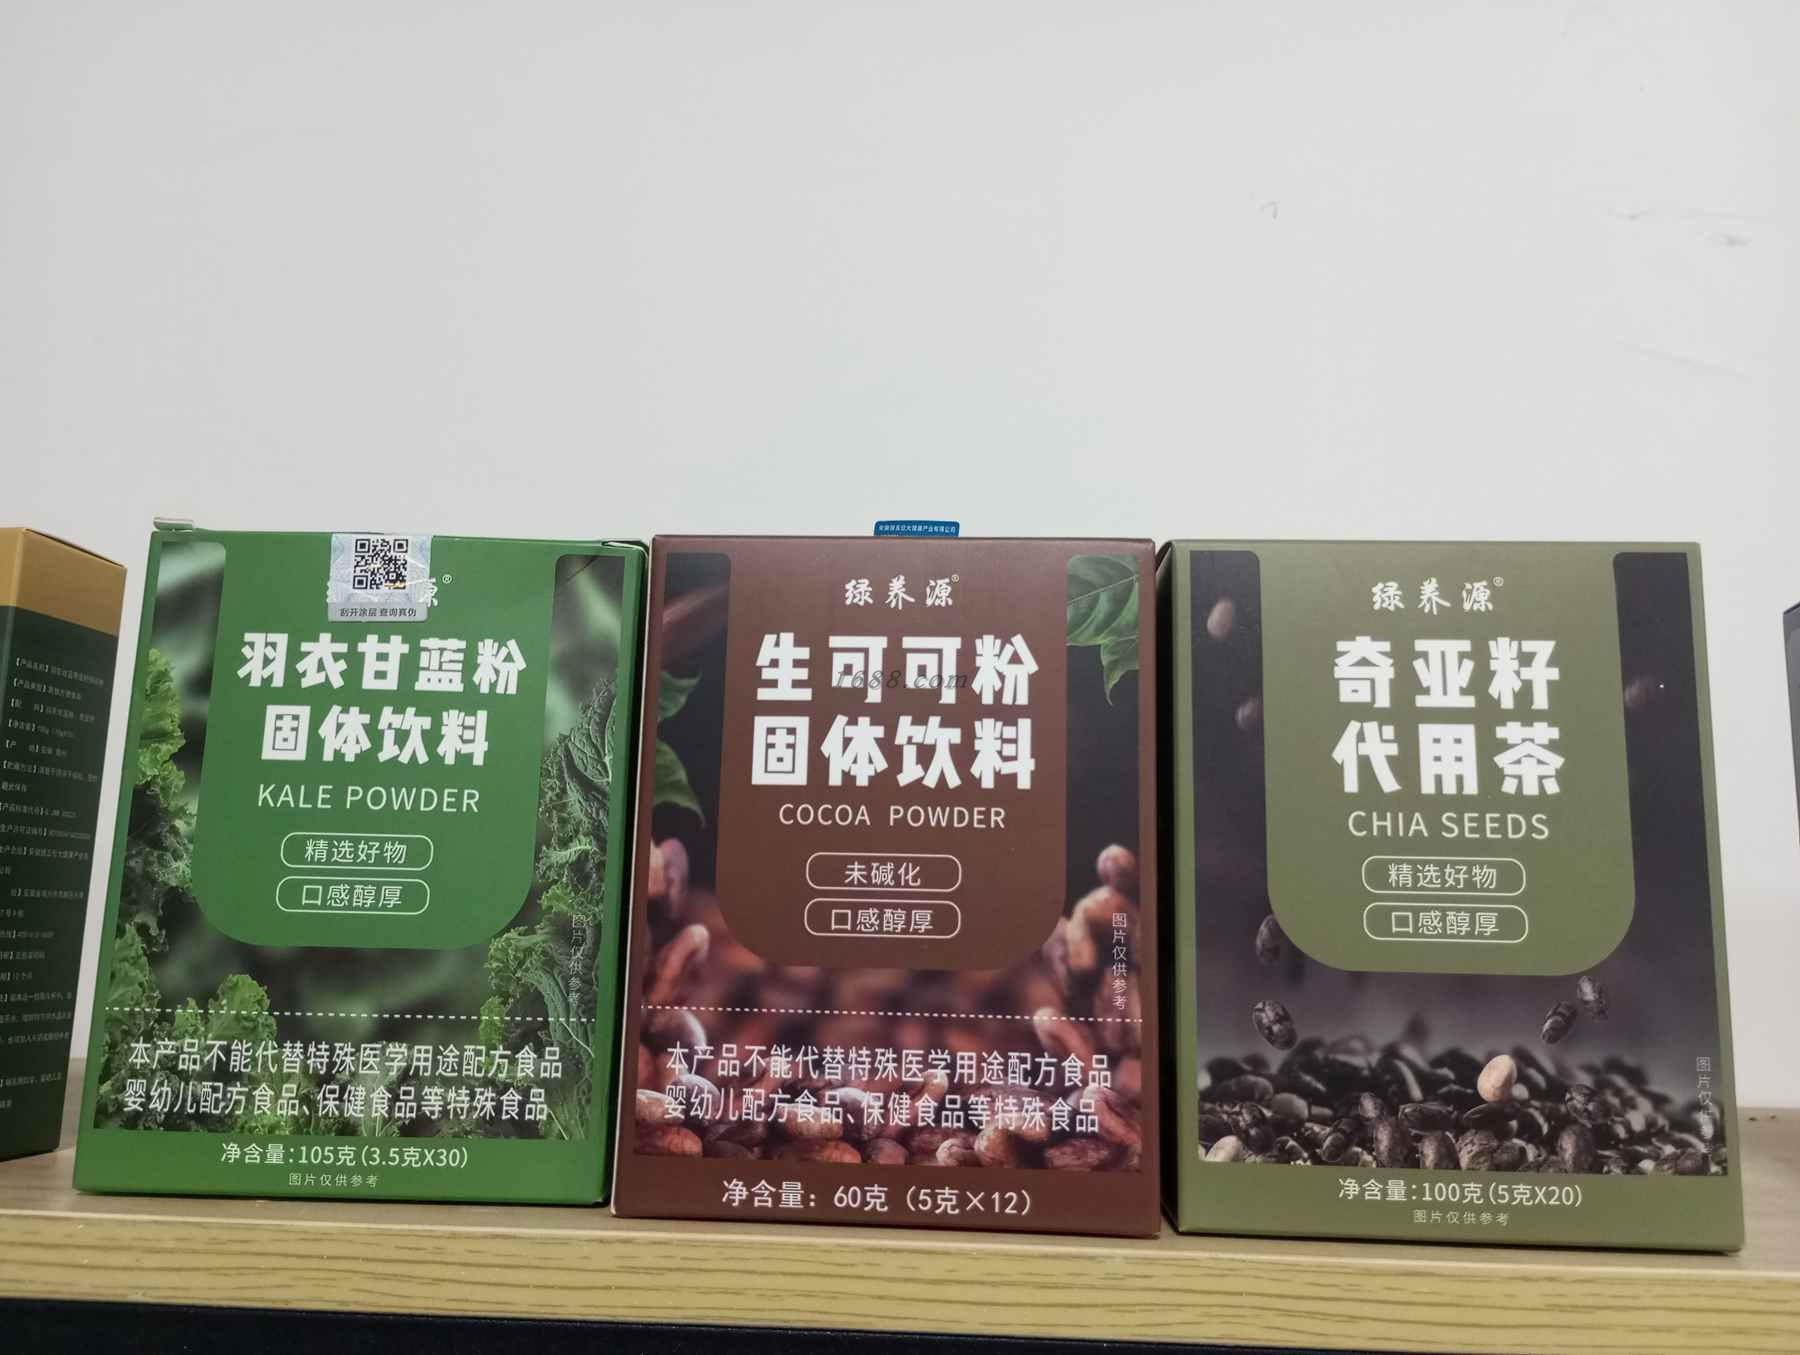 绿 源®
刮开涂层 查询真伪
羽衣甘蓝粉
固体饮料
KALE POWDER
精选好物
口感醇厚
图片仅供参考
本产品不能代替特殊医学用途配方食品
婴幼儿配方食品、保健食品等特殊食品
净含量:105克(3.5克X30)
图片仅供参考
绿养源®
生可可粉
1688.com
固体饮料
COCOA POWDER
未碱化
口感醇厚
图片仅供参考
本产品不能代替特殊医学用途配方食品
婴幼儿配方食品、保健食品等特殊食品
净含量: 60克 (5克×12)
绿养源®
奇亚籽
代用茶
CHIA SEEDS
精选好物
口感醇厚
图片仅供参考
净含量:100克(5克X20)
图片仅供参考